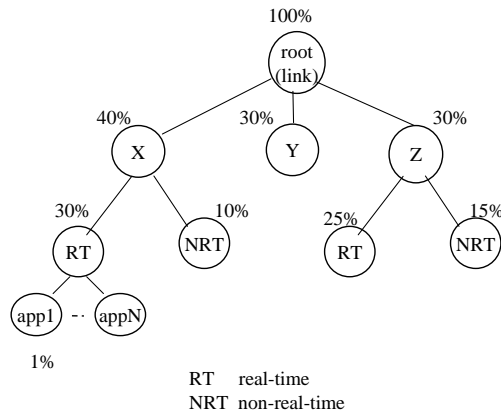 100%
root
(link)
40%
30%
30%
X
Y
Z
30%
10%
25%
15%
RT
NRT
RT
NRT
app1
-·
appN
1%
RT real-time
NRT non-real-time